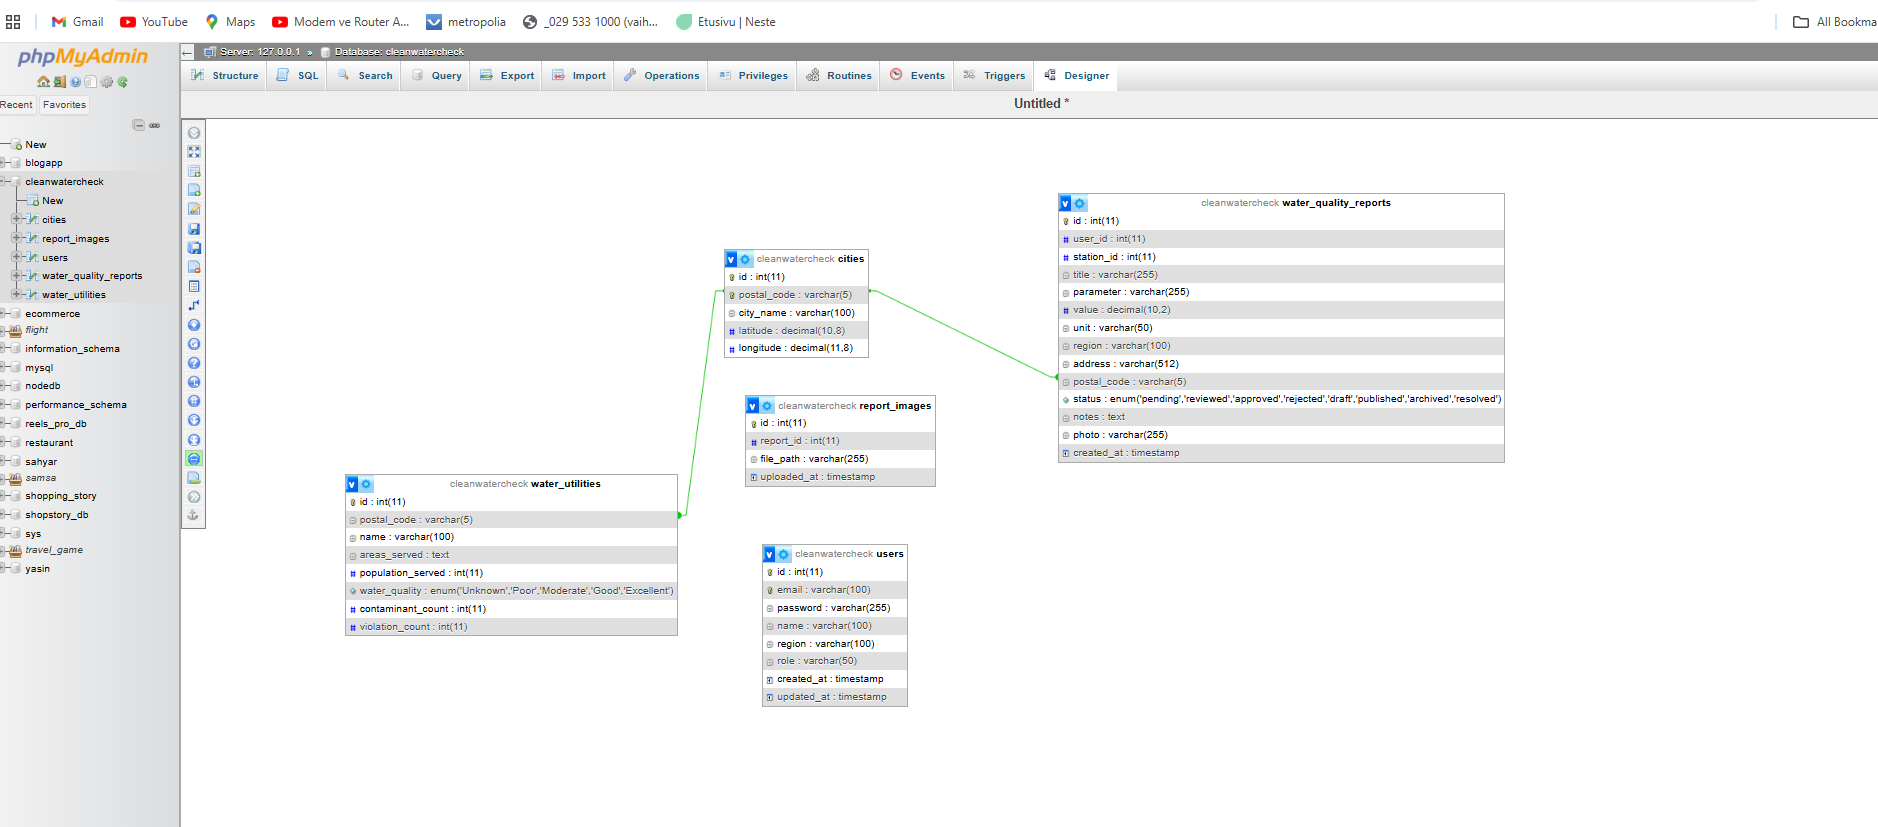 Gmail
YouTube
Maps
Modem ve Router A...
metropolia
_029 533 1000 (vaih...
Etusivu | Neste
All Bookma
phpMyAdmin
Recent
Favorites
New
blogapp
cleanwatercheck
New
cities
report_images
users
water_quality_reports
water_utilities
ecommerce
flight
information_schema
mysql
nodedb
performance_schema
reels_pro_db
restaurant
sahyar
samsa
shopping_story
shopstory_db
sys
travel_game
yasin
Server: 127.0.0.1 » Database: cleanwatercheck
Structure
SQL
Search
Query
Export
Import
Operations
Privileges
Routines
Events
Triggers
Designer
Untitled *
cleanwatercheck cities
id : int(11)
postal_code : varchar(5)
city_name : varchar(100)
latitude : decimal(10,8)
longitude : decimal(11,8)
cleanwatercheck report_images
id : int(11)
report_id : int(11)
file_path : varchar(255)
uploaded_at : timestamp
cleanwatercheck water_utilities
id : int(11)
postal_code : varchar(5)
name : varchar(100)
areas_served : text
population_served : int(11)
water_quality : enum('Unknown','Poor','Moderate','Good','Excellent')
contaminant_count : int(11)
violation_count : int(11)
cleanwatercheck users
id : int(11)
email : varchar(100)
password : varchar(255)
name : varchar(100)
region : varchar(100)
role : varchar(50)
created_at : timestamp
updated_at : timestamp
cleanwatercheck water_quality_reports
id : int(11)
user_id : int(11)
station_id : int(11)
title : varchar(255)
parameter : varchar(255)
value : decimal(10,2)
unit : varchar(50)
region : varchar(100)
address : varchar(512)
postal_code : varchar(5)
status : enum('pending','reviewed','approved','rejected','draft','published','archived','resolved')
notes : text
photo : varchar(255)
created_at : timestamp